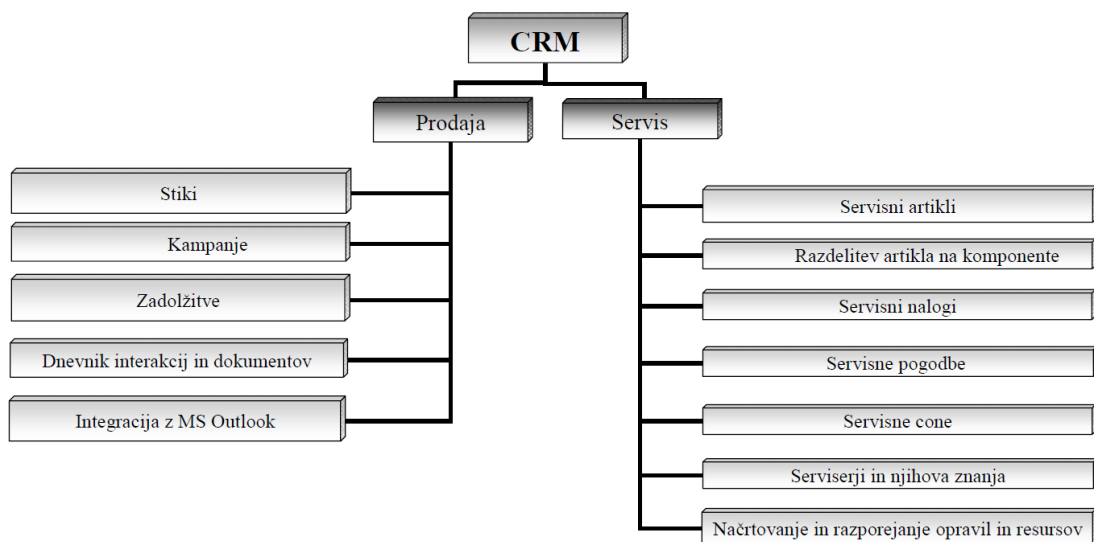 CRM
Prodaja
Servis
Stiki
Kampanje
Zadolžitve
Dnevnik interakcij in dokumentov
Integracija z MS Outlook
Servisni artikli
Razdelitev artikla na komponente
Servisni nalogi
Servisne pogodbe
Servisne cone
Serviserji in njihova znanja
Načrtovanje in razporejanje opravil in resursov